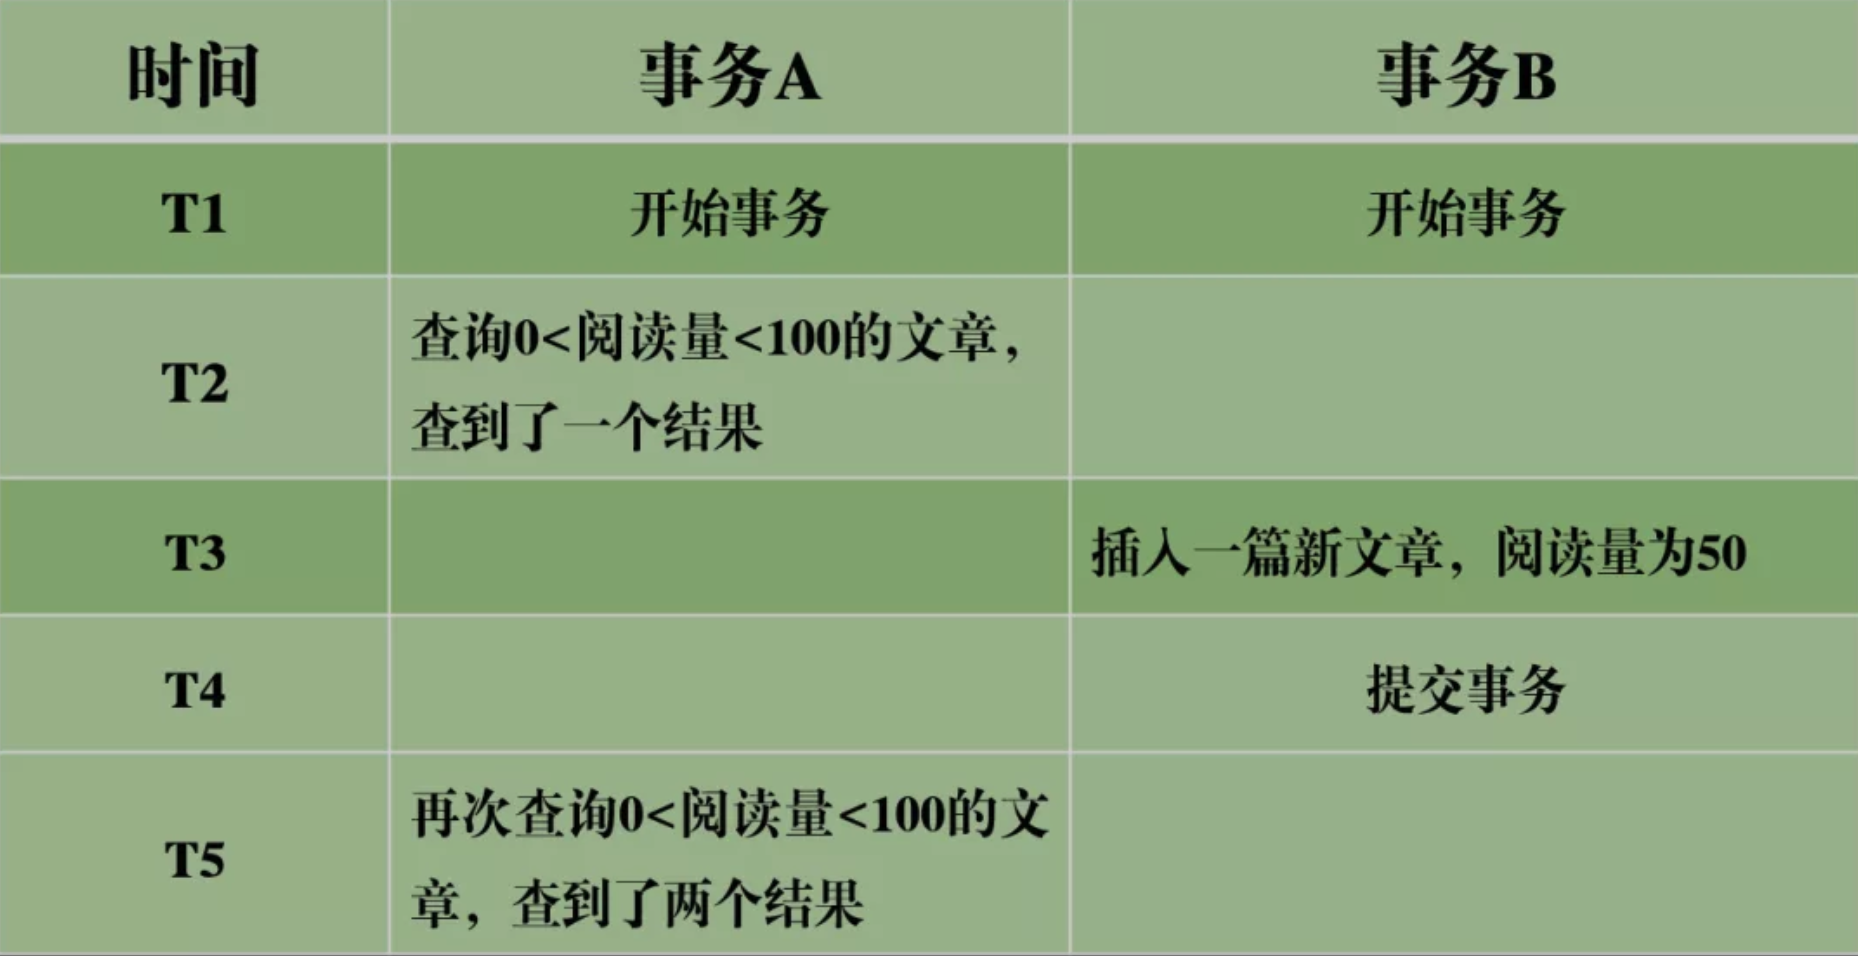 时间 事务A 事务B
T1 开始事务 开始事务
查询0<阅读量<100的文章，
T2
查到了一个结果
T3 插入一篇新文章，阅读量为50
T4 提交事务
再次查询0<阅读量<100的文
T5
章，查到了两个结果